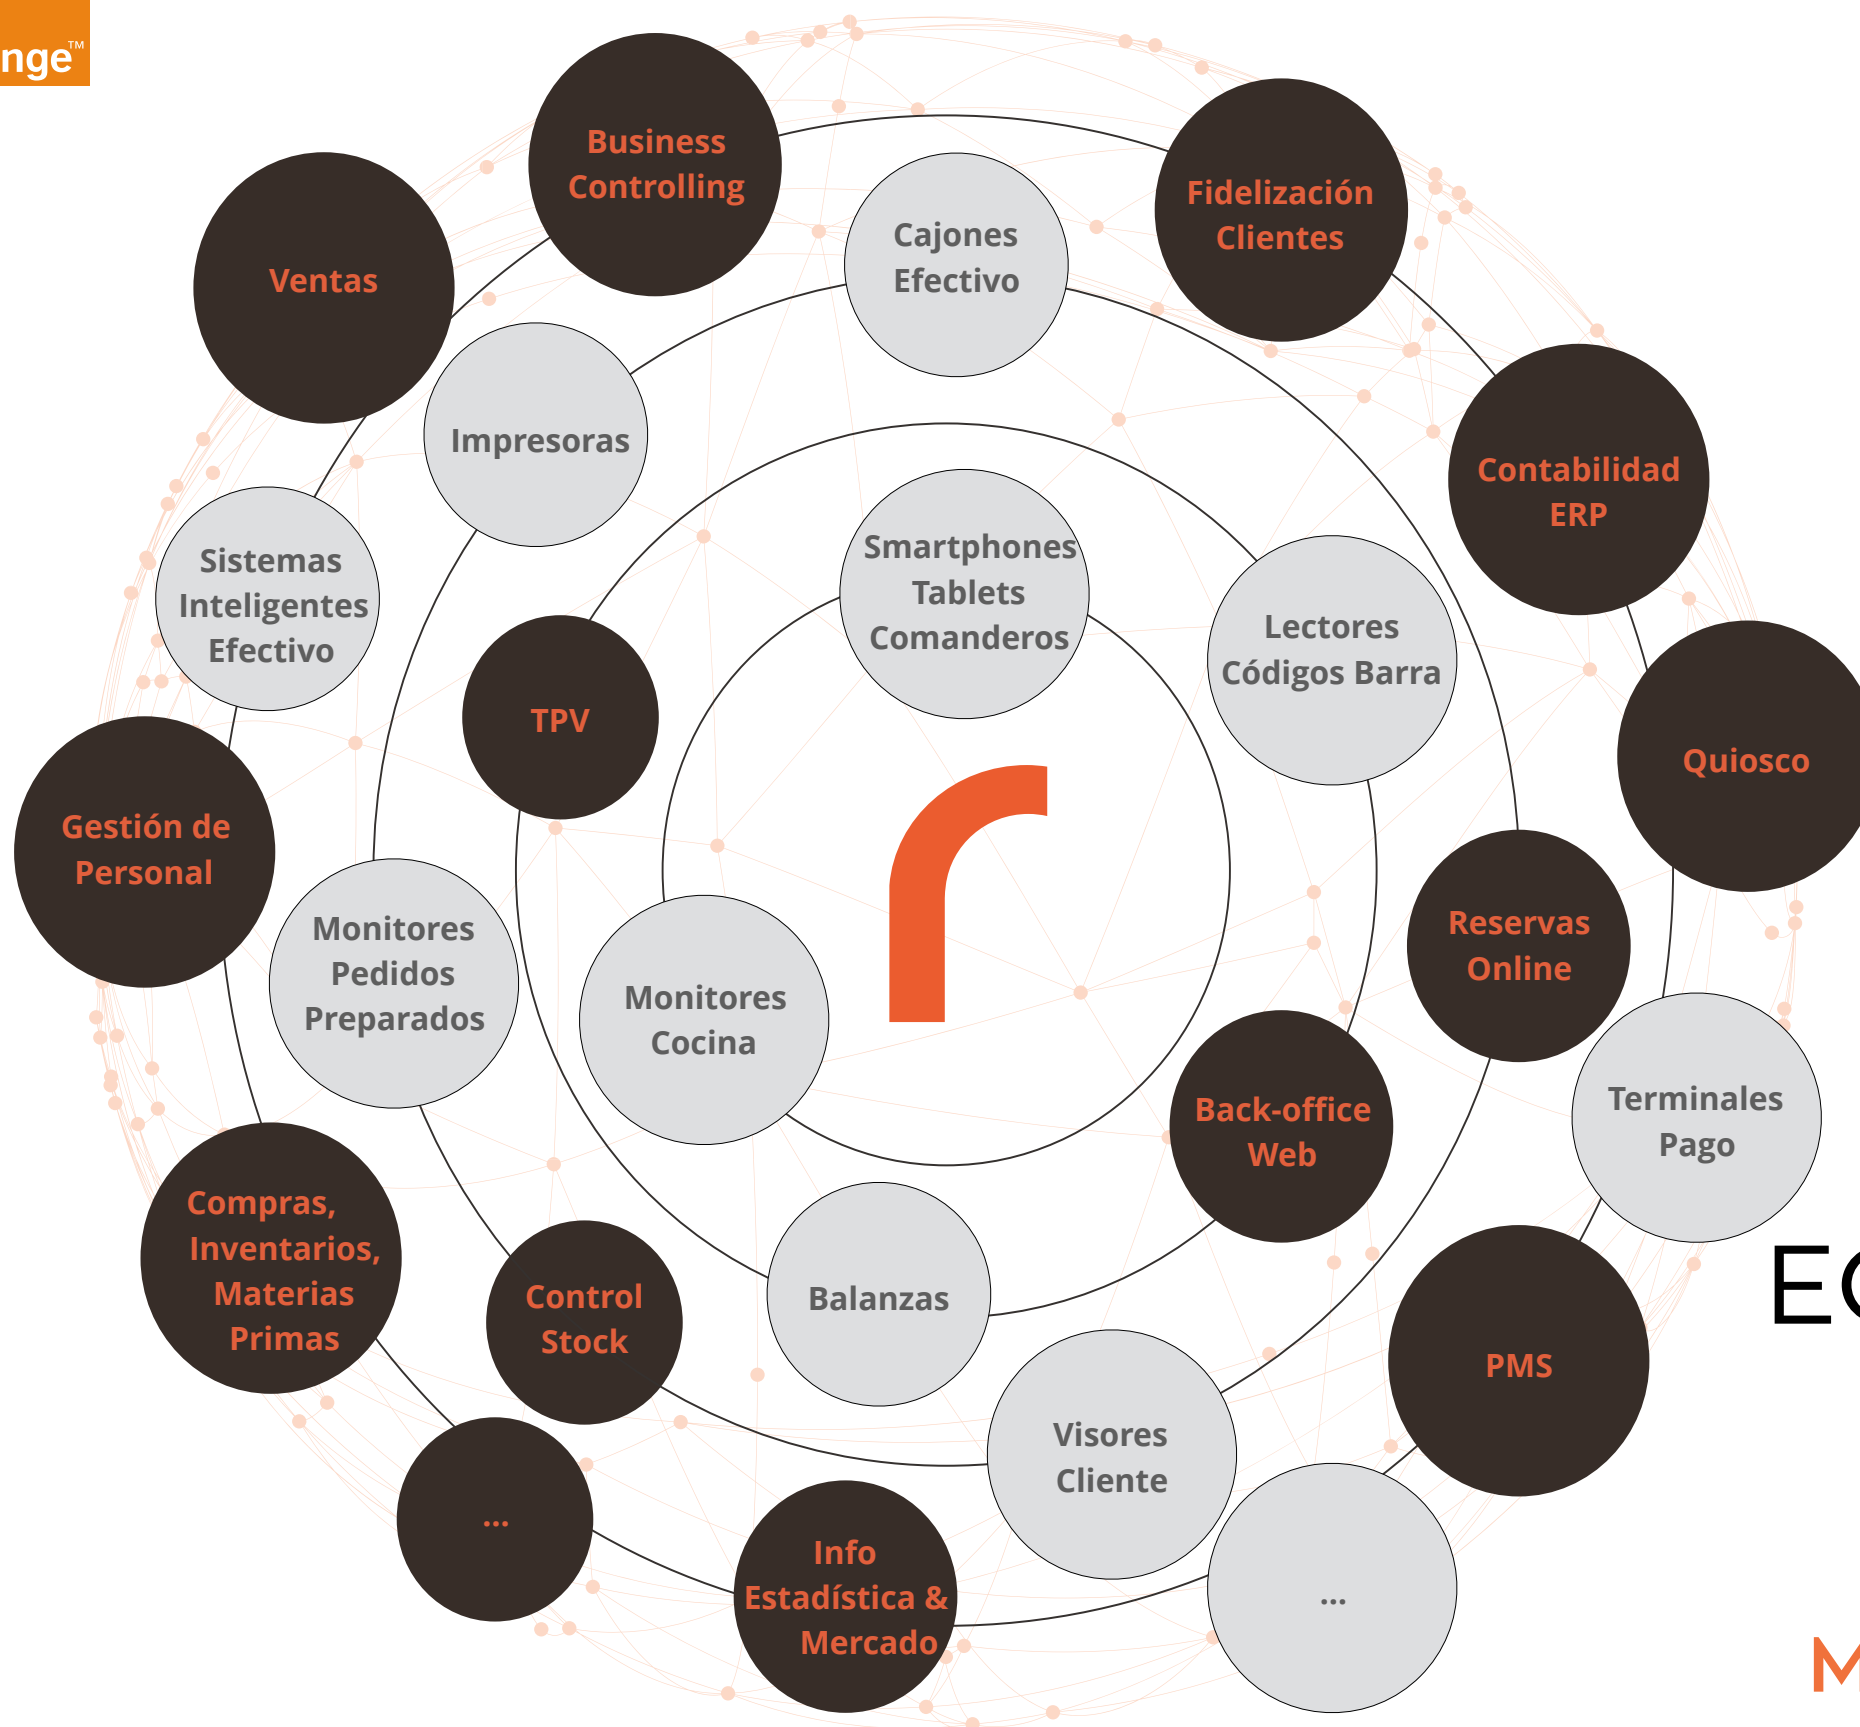 nge™
Business
Controlling
Fidelización
Clientes
Cajones
Efectivo
Ventas
Impresoras
Contabilidad
ERP
Sistemas
Inteligentes
Efectivo
Smartphones
Tablets
Comanderos
Lectores
Códigos Barra
TPV
Quiosco
Gestión de
Personal
Monitores
Pedidos
Preparados
Reservas
Online
Monitores
Cocina
Back-office
Web
Terminales
Pago
Compras,
Inventarios,
Materias
Primas
Control
Stock
Balanzas
PMS
Visores
Cliente
...
Info
Estadística &
Mercado
...